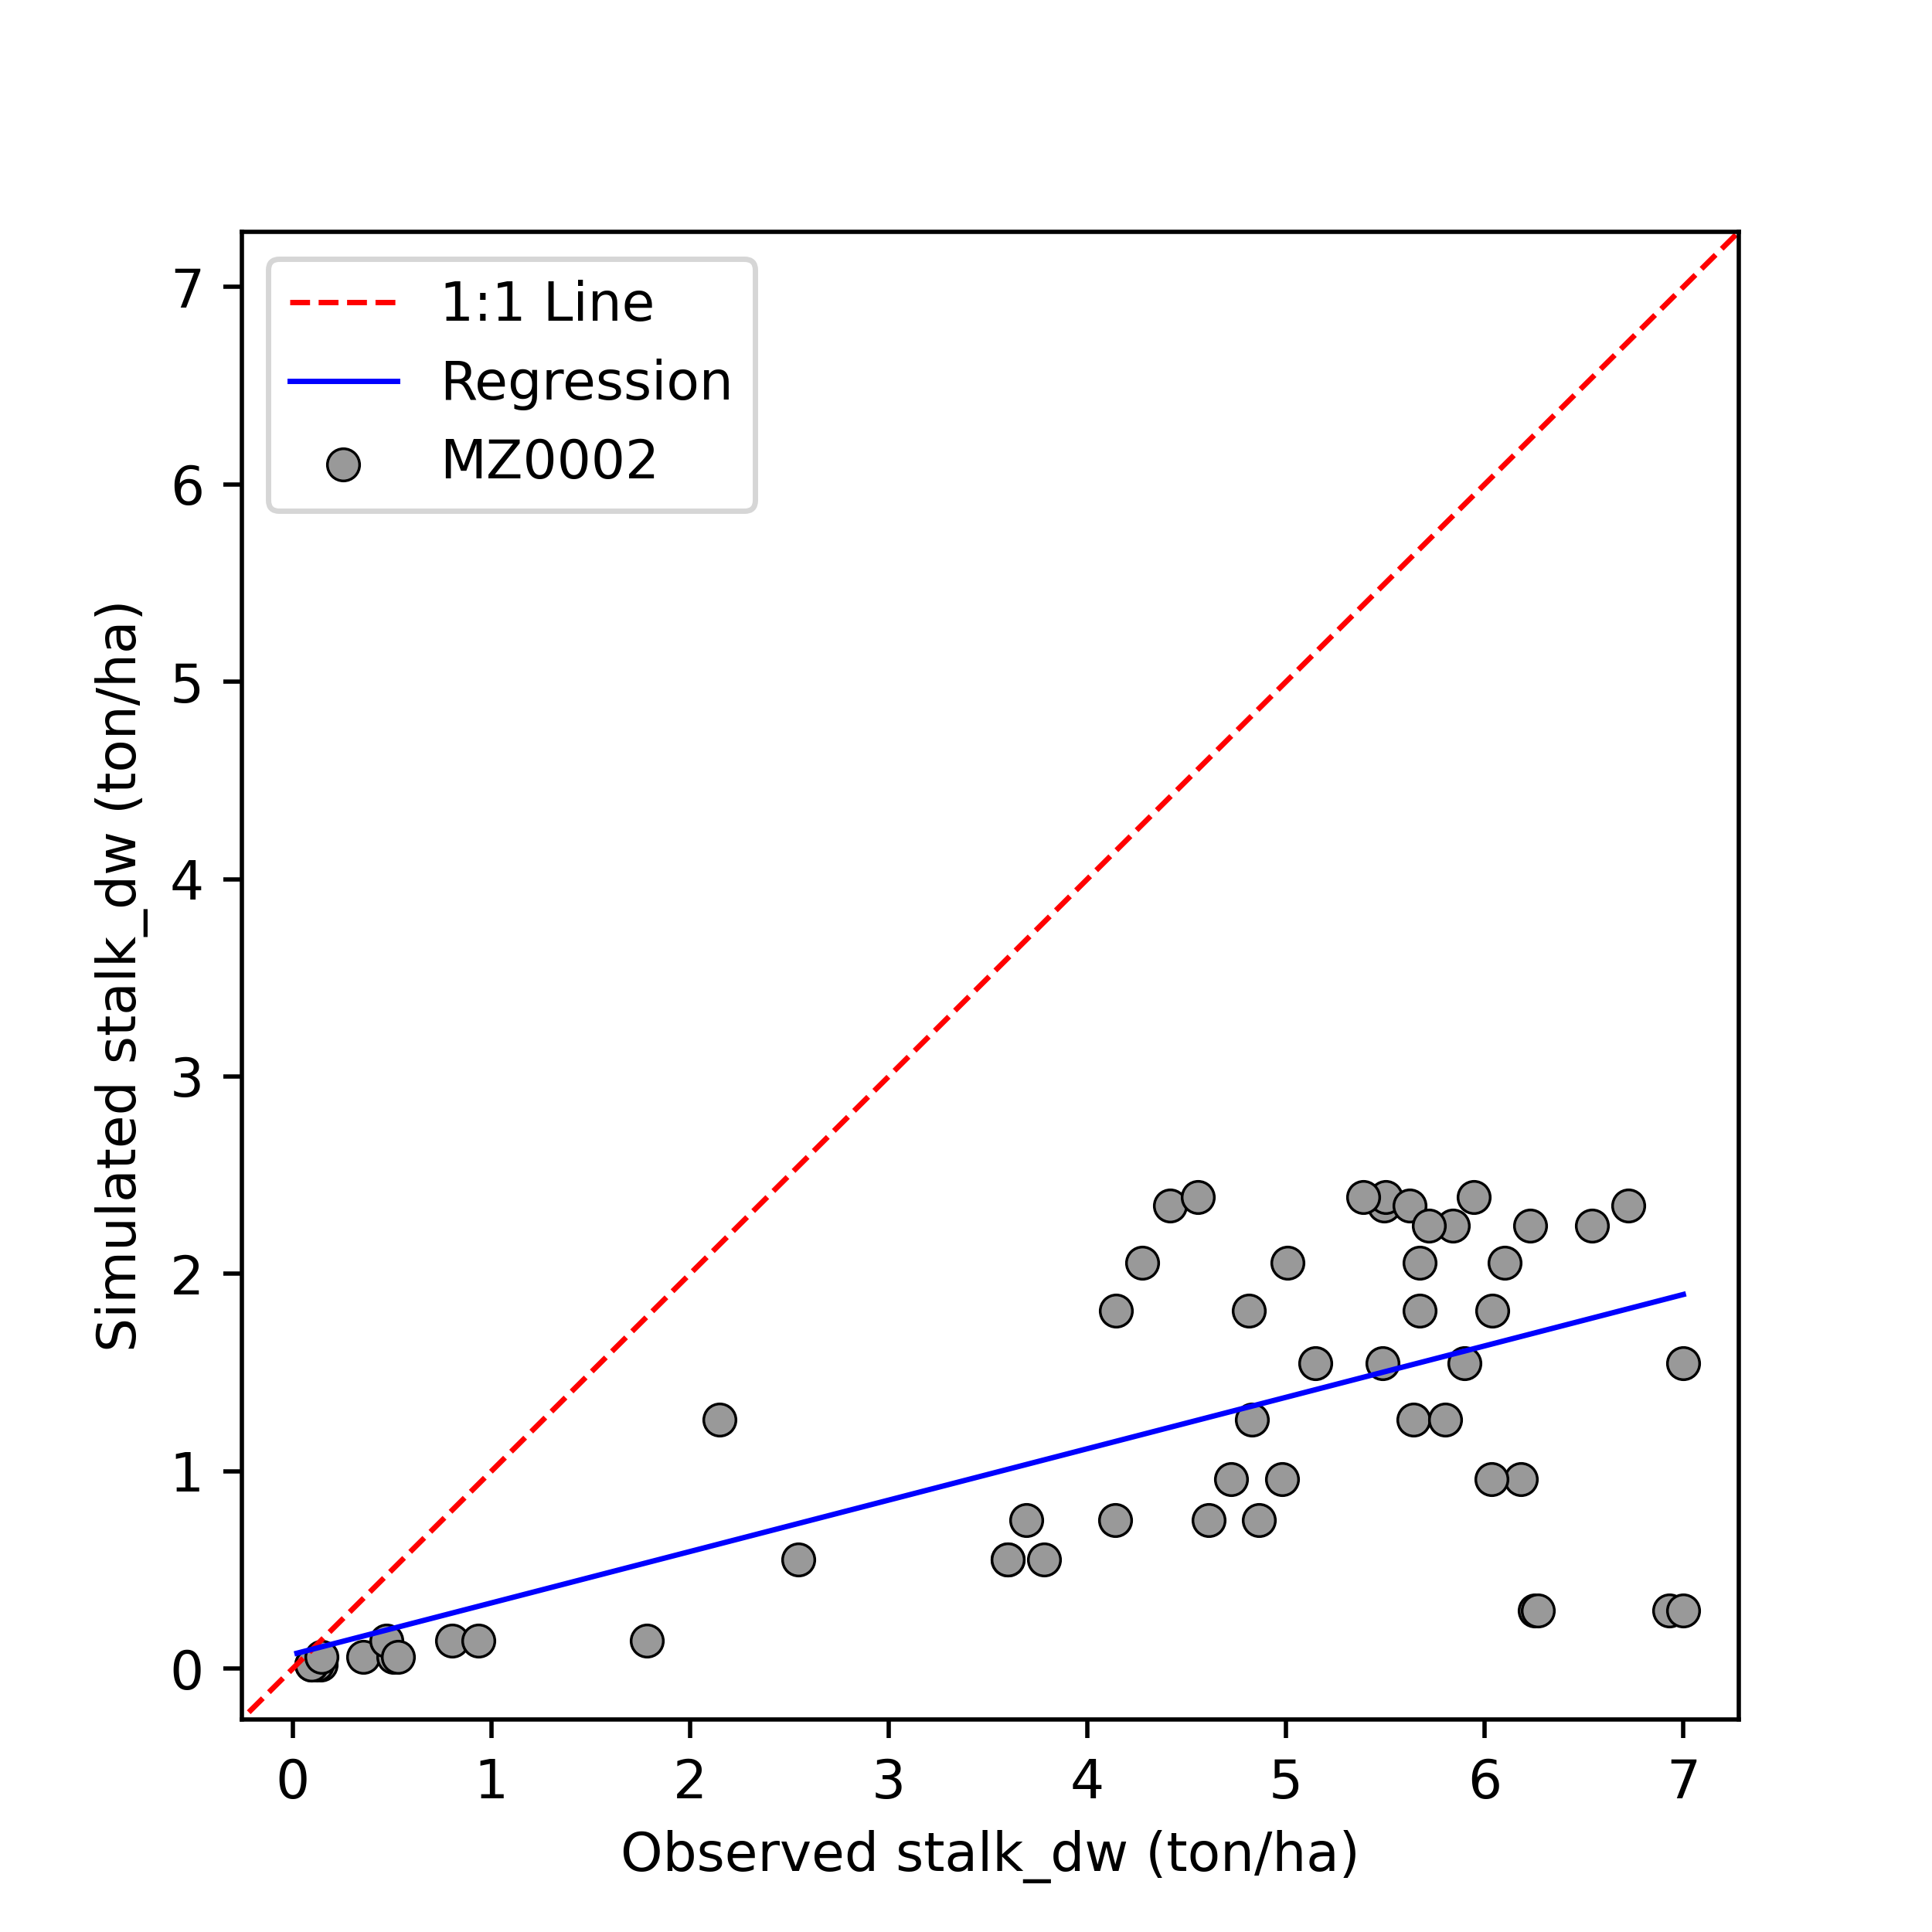 1:1 Line
Regression
MZ0002
7
6
5
4
3
2
1
0
Simulated stalk_dw (ton/ha)
0 1 2 3 4 5 6 7
Observed stalk_dw (ton/ha)